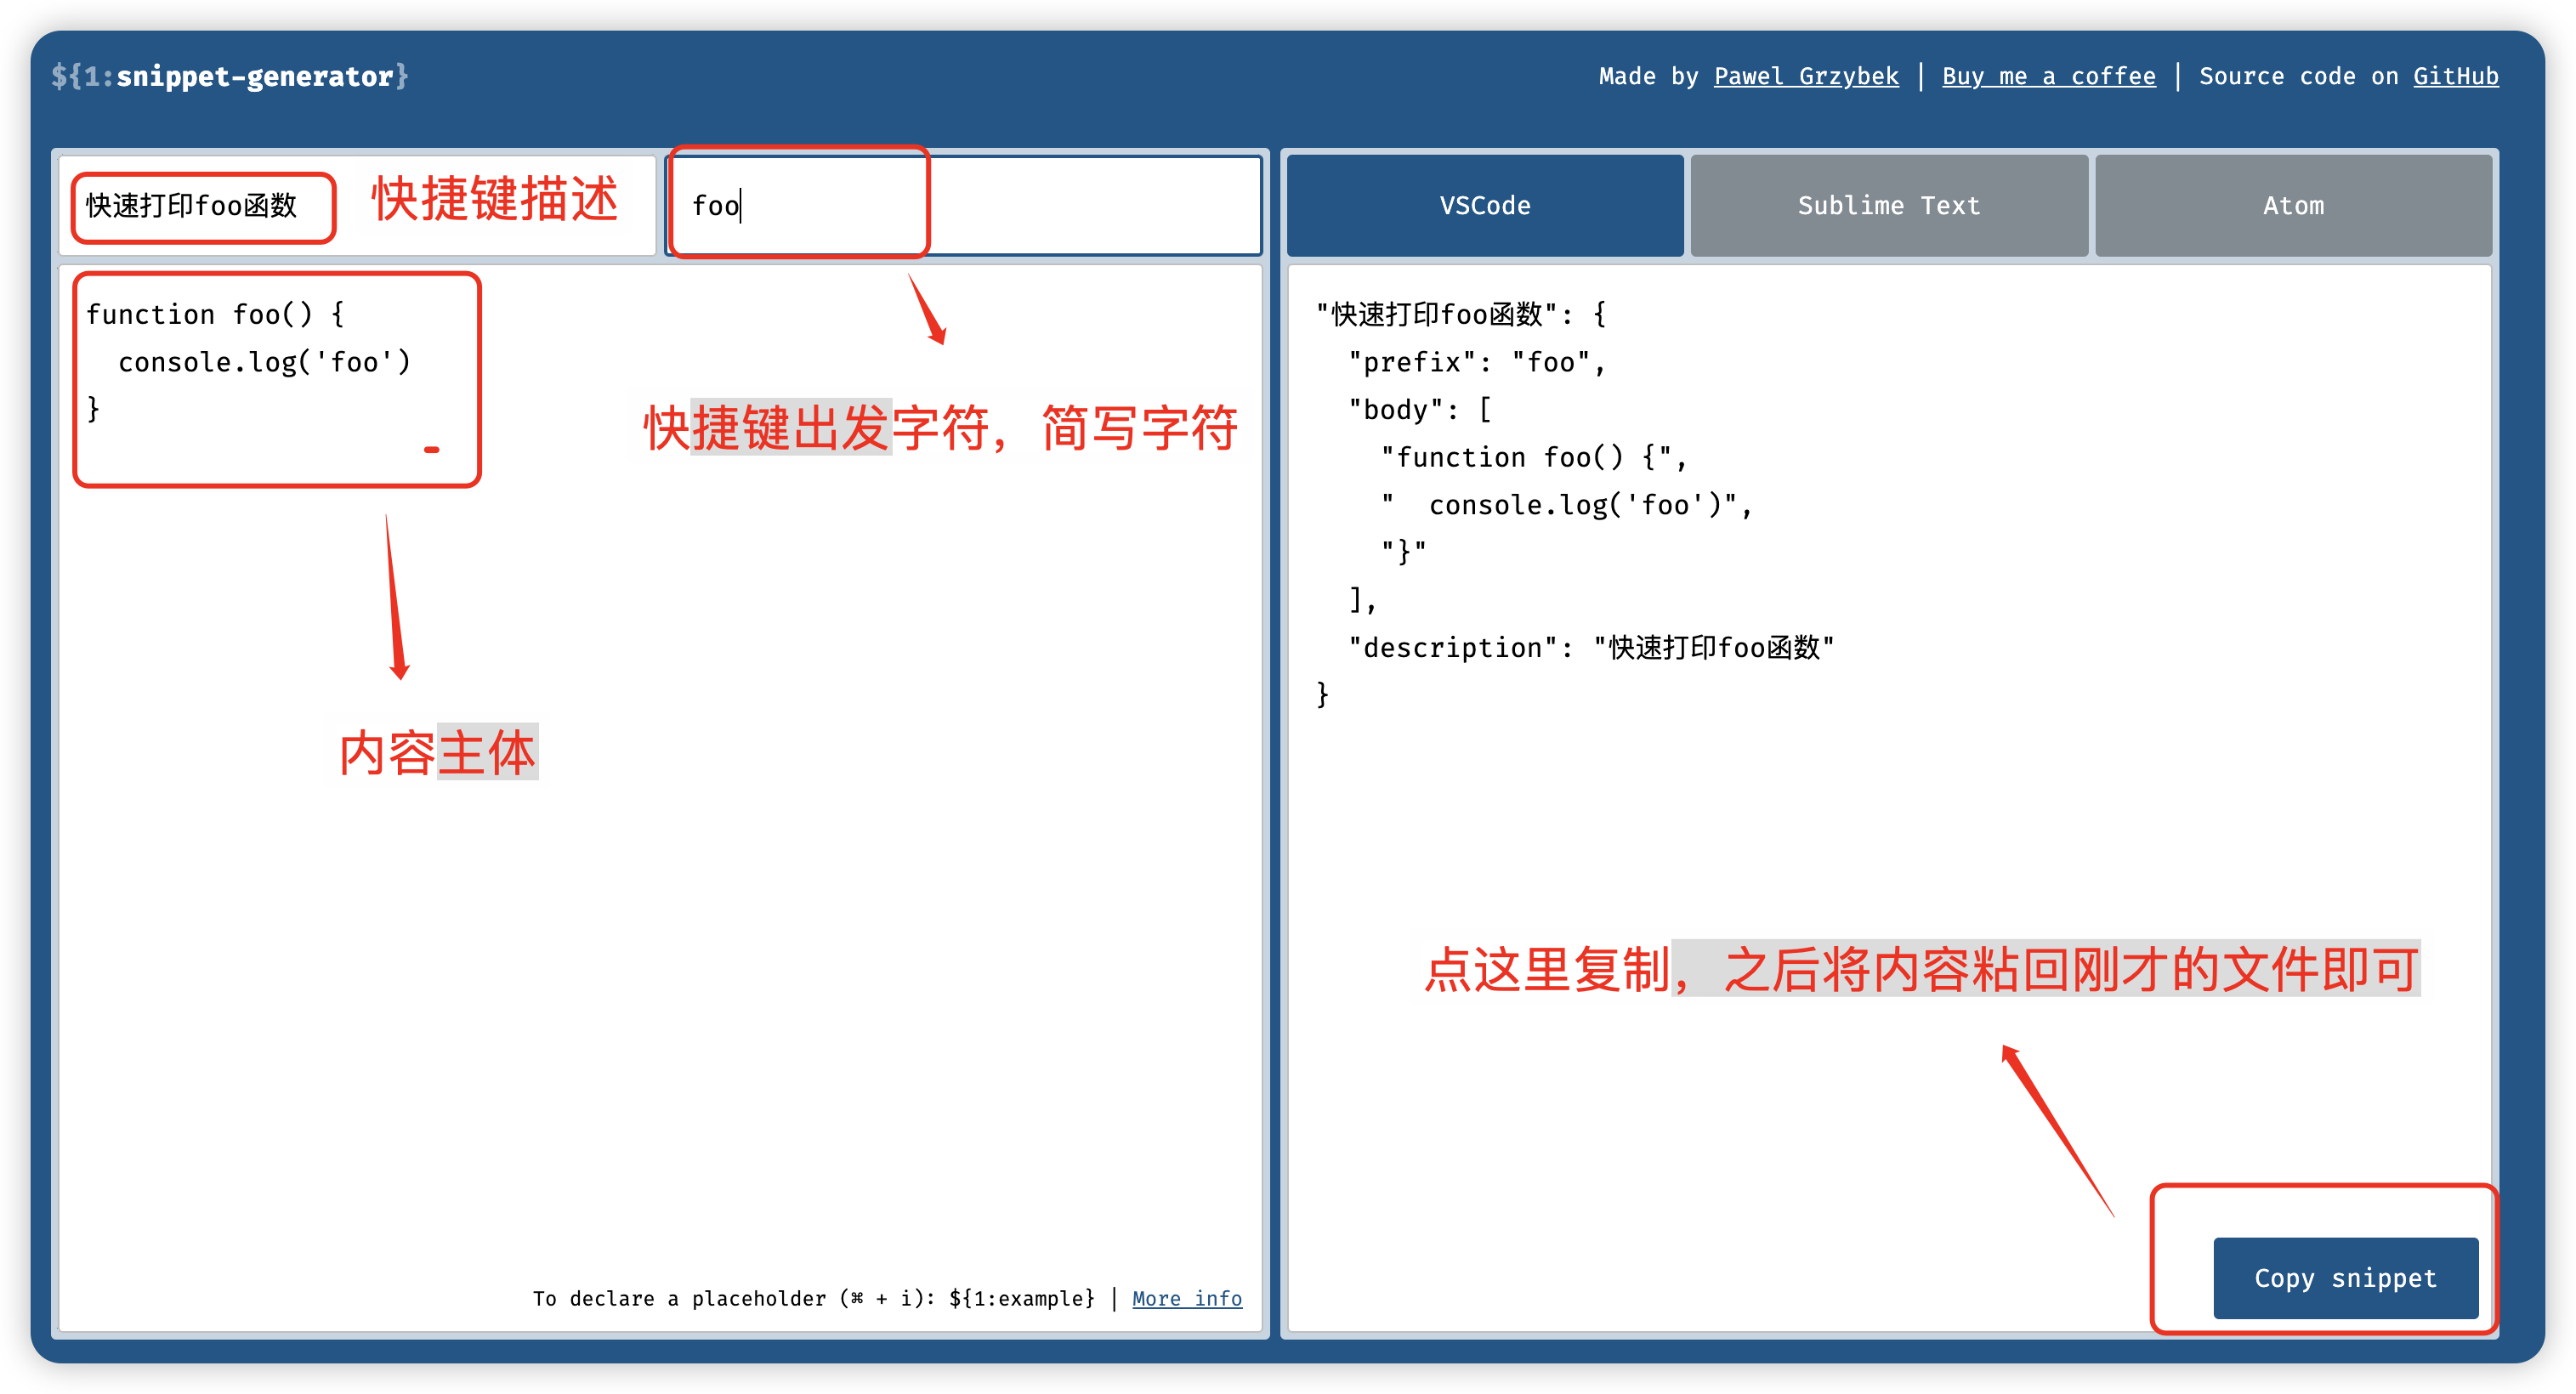 ${1:snippet-generator}
Made by Pawel Grzybek | Buy me a coffee | Source code on GitHub
快速打印foo函数
快捷键描述
foo
function foo() {
  console.log('foo')
}
快捷键出发字符，简写字符
内容主体
To declare a placeholder (⌘ + i): ${1:example} | More info
VSCode
Sublime Text
Atom
"快速打印foo函数": {
  "prefix": "foo",
  "body": [
    "function foo() {",
    "  console.log('foo')",
    "}"
  ],
  "description": "快速打印foo函数"
}
点这里复制，之后将内容粘回刚才的文件即可
Copy snippet